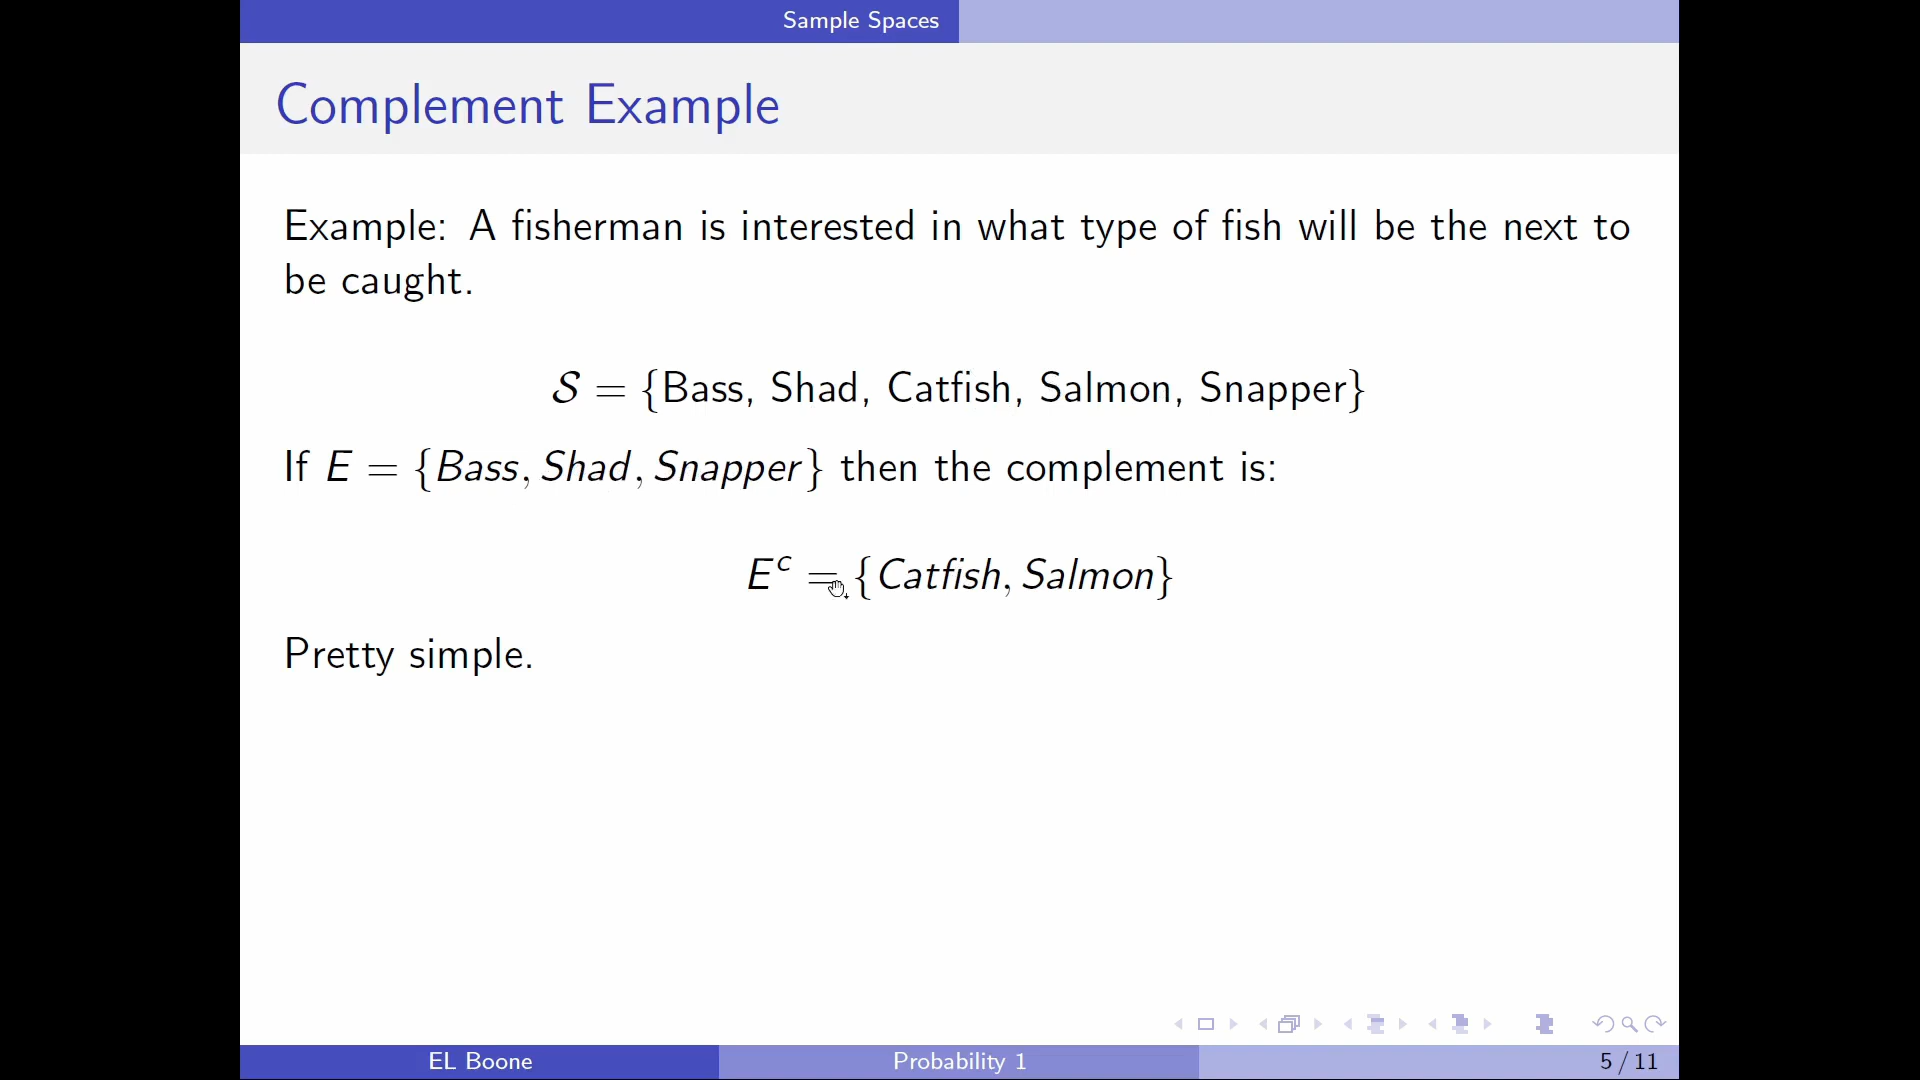 Sample Spaces
Complement Example
Example: A fisherman is interested in what type of fish will be the next to
be caught.
𝒮 = {Bass, Shad, Catfish, Salmon, Snapper}
If E = {Bass, Shad, Snapper} then the complement is:
Eᶜ = {Catfish, Salmon}
Pretty simple.
EL Boone Probability 1 5 / 11